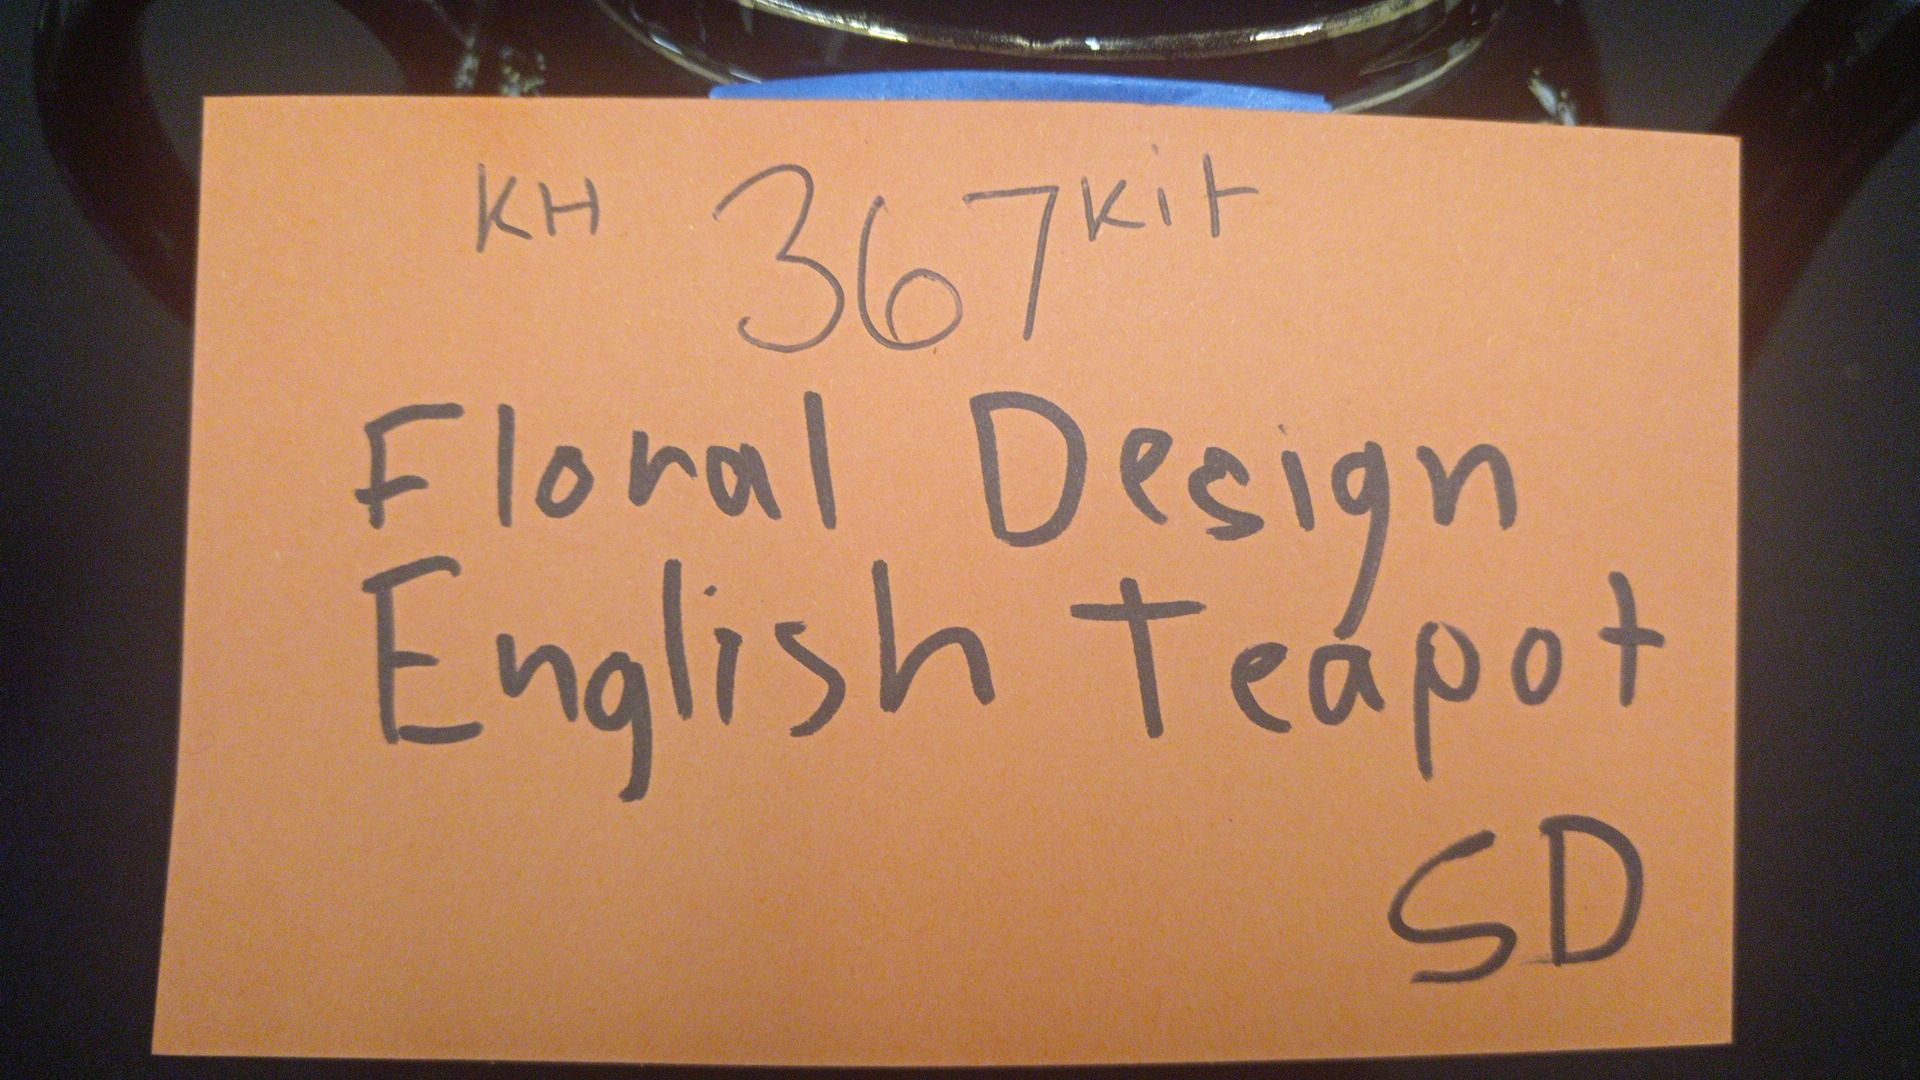 KH 367 Kit
Floral Design
English Teapot
SD